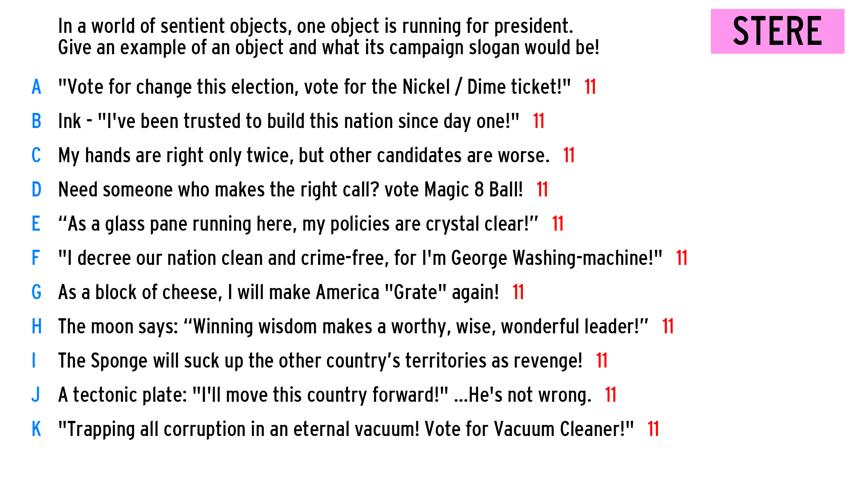 In a world of sentient objects, one object is running for president.
Give an example of an object and what its campaign slogan would be!
STERE
A "Vote for change this election, vote for the Nickel / Dime ticket!" 11
B Ink - "I've been trusted to build this nation since day one!" 11
C My hands are right only twice, but other candidates are worse. 11
D Need someone who makes the right call? vote Magic 8 Ball! 11
E “As a glass pane running here, my policies are crystal clear!” 11
F "I decree our nation clean and crime-free, for I'm George Washing-machine!" 11
G As a block of cheese, I will make America "Grate" again! 11
H The moon says: “Winning wisdom makes a worthy, wise, wonderful leader!” 11
I The Sponge will suck up the other country’s territories as revenge! 11
J A tectonic plate: "I'll move this country forward!" ...He's not wrong. 11
K "Trapping all corruption in an eternal vacuum! Vote for Vacuum Cleaner!" 11